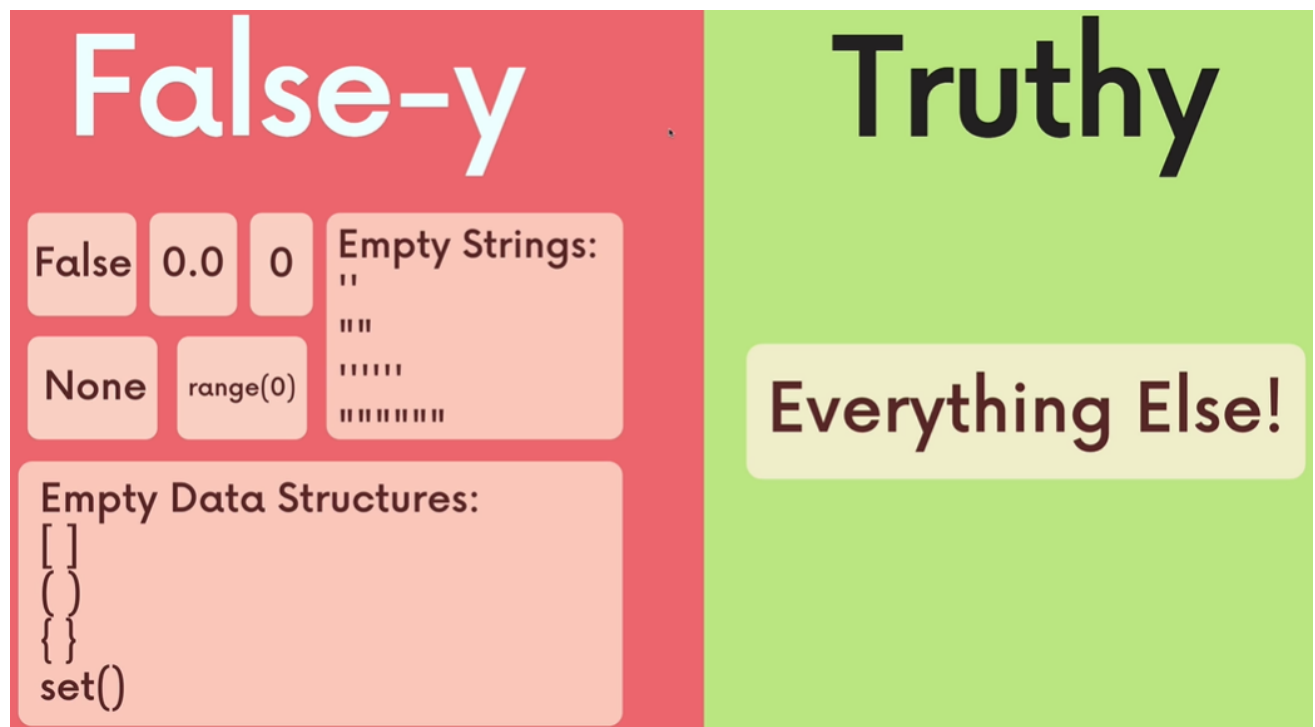 False-y
False
0.0
0
Empty Strings:
''
""
''''''
""""""
None
range(0)
Empty Data Structures:
[ ]
( )
{ }
set()
Truthy
Everything Else!